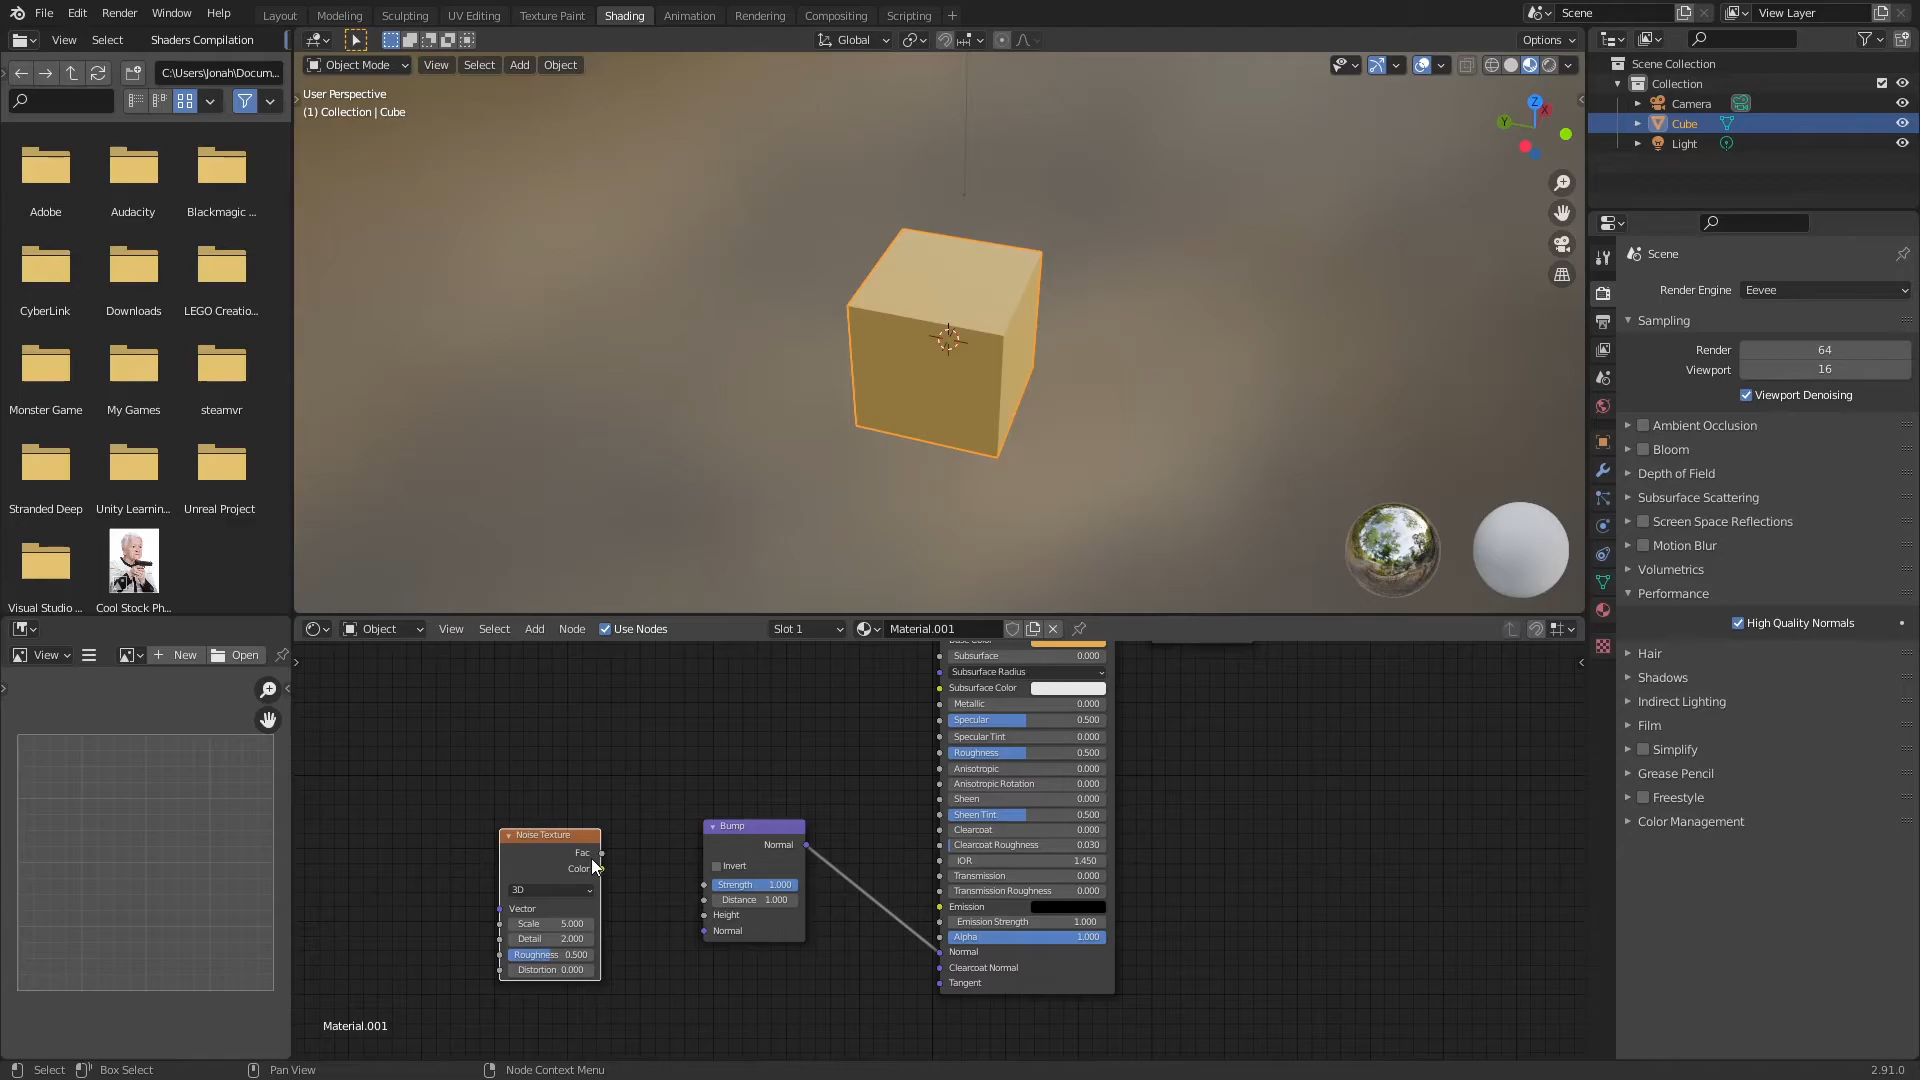 File Edit Render Window Help Layout Modeling Sculpting UV Editing Texture Paint Shading Animation Rendering Compositing Scripting + Scene View Layer
View Select Shaders Compilation Global Options
C:\Users\Jonah\Docum... Object Mode View Select Add Object
User Perspective
(1) Collection | Cube
Z
X
Y
Adobe Audacity Blackmagic ...
CyberLink Downloads LEGO Creatio...
Monster Game My Games steamvr
Stranded Deep Unity Learnin... Unreal Project
Visual Studio ... Cool Stock Ph...
Scene Collection
Collection
Camera
Cube
Light
Scene
Render Engine Eevee
Sampling
Render 64
Viewport 16
Viewport Denoising
Ambient Occlusion
Bloom
Depth of Field
Subsurface Scattering
Screen Space Reflections
Motion Blur
Volumetrics
Performance
High Quality Normals
Hair
Shadows
Indirect Lighting
Film
Simplify
Grease Pencil
Freestyle
Color Management
View + New Open
Object View Select Add Node Use Nodes Slot 1 Material.001
Base Color
Subsurface 0.000
Subsurface Radius
Subsurface Color
Metallic 0.000
Specular 0.500
Specular Tint 0.000
Roughness 0.500
Anisotropic 0.000
Anisotropic Rotation 0.000
Sheen 0.000
Sheen Tint 0.500
Clearcoat 0.000
Clearcoat Roughness 0.030
IOR 1.450
Transmission 0.000
Transmission Roughness 0.000
Emission
Emission Strength 1.000
Alpha 1.000
Normal
Clearcoat Normal
Tangent
Noise Texture
Fac
Color
3D
Vector
Scale 5.000
Detail 2.000
Roughness 0.500
Distortion 0.000
Bump
Normal
Invert
Strength 1.000
Distance 1.000
Height
Normal
Material.001
Select Box Select Pan View Node Context Menu 2.91.0